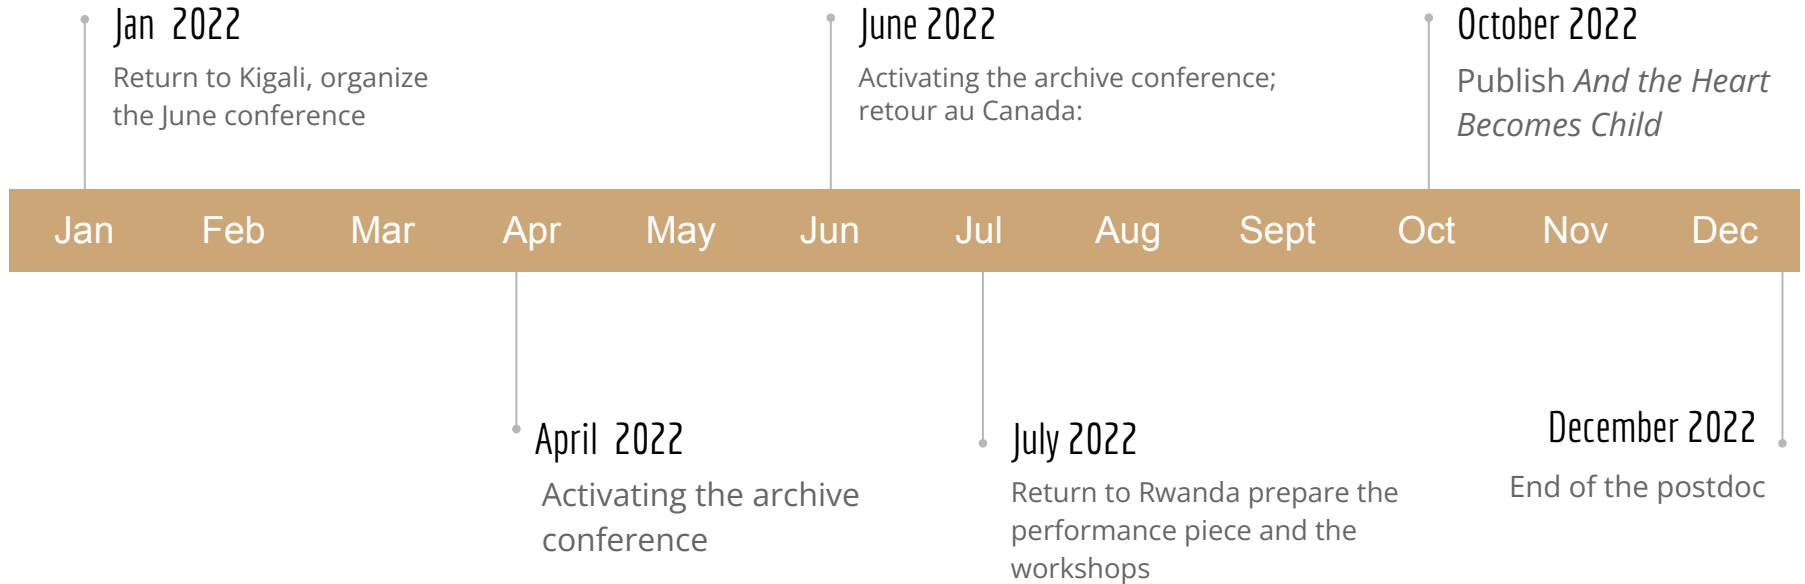 Jan 2022
Return to Kigali, organize
the June conference
June 2022
Activating the archive conference;
retour au Canada:
October 2022
Publish And the Heart
Becomes Child
Jan Feb Mar Apr May Jun Jul Aug Sept Oct Nov Dec
April 2022
Activating the archive
conference
July 2022
Return to Rwanda prepare the
performance piece and the
workshops
December 2022
End of the postdoc